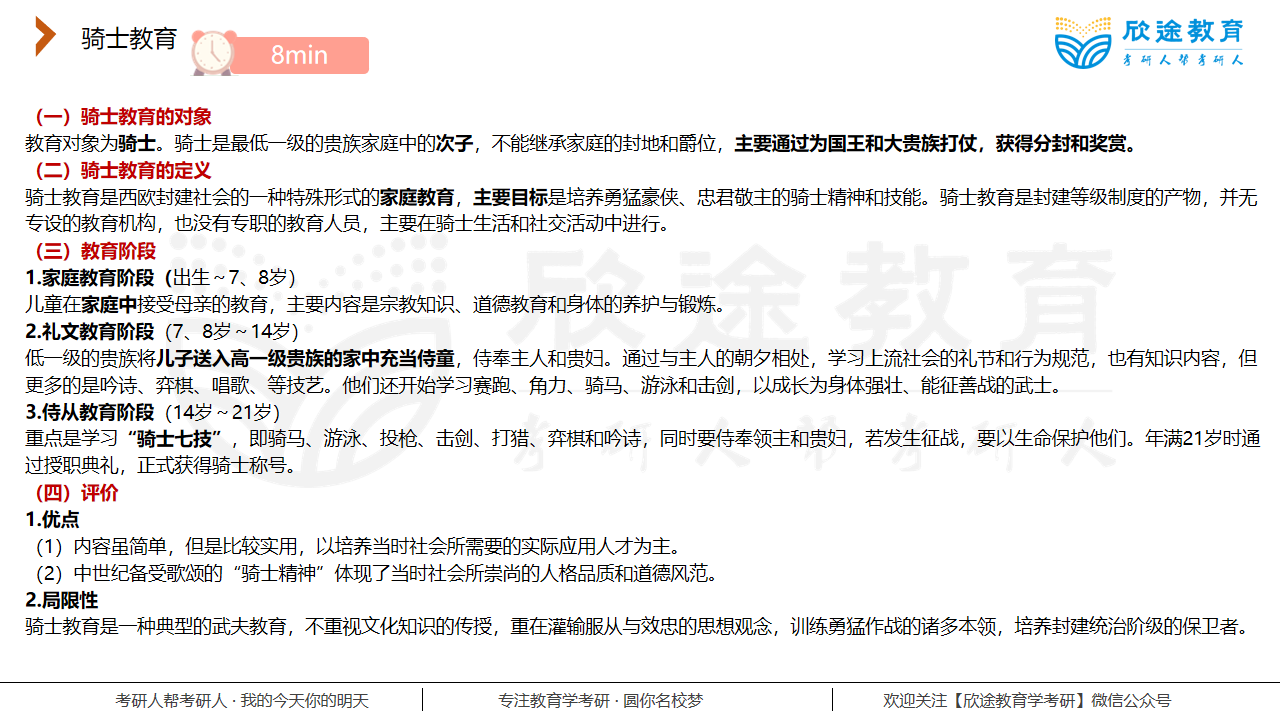 骑士教育
8min
欣途教育
考研人帮考研人
（一）骑士教育的对象
教育对象为骑士。骑士是最低一级的贵族家庭中的次子，不能继承家庭的封地和爵位，主要通过为国王和大贵族打仗，获得分封和奖赏。
（二）骑士教育的定义
骑士教育是西欧封建社会的一种特殊形式的家庭教育，主要目标是培养勇猛豪侠、忠君敬主的骑士精神和技能。骑士教育是封建等级制度的产物，并无
专设的教育机构，也没有专职的教育人员，主要在骑士生活和社交活动中进行。
（三）教育阶段
1.家庭教育阶段（出生～7、8岁）
儿童在家庭中接受母亲的教育，主要内容是宗教知识、道德教育和身体的养护与锻炼。
2.礼文教育阶段（7、8岁～14岁）
低一级的贵族将儿子送入高一级贵族的家中充当侍童，侍奉主人和贵妇。通过与主人的朝夕相处，学习上流社会的礼节和行为规范，也有知识内容，但
更多的是吟诗、弈棋、唱歌、等技艺。他们还开始学习赛跑、角力、骑马、游泳和击剑，以成长为身体强壮、能征善战的武士。
3.侍从教育阶段（14岁～21岁）
重点是学习“骑士七技”，即骑马、游泳、投枪、击剑、打猎、弈棋和吟诗，同时要侍奉领主和贵妇，若发生征战，要以生命保护他们。年满21岁时通
过授职典礼，正式获得骑士称号。
（四）评价
1.优点
（1）内容虽简单，但是比较实用，以培养当时社会所需要的实际应用人才为主。
（2）中世纪备受歌颂的“骑士精神”体现了当时社会所崇尚的人格品质和道德风范。
2.局限性
骑士教育是一种典型的武夫教育，不重视文化知识的传授，重在灌输服从与效忠的思想观念，训练勇猛作战的诸多本领，培养封建统治阶级的保卫者。
欣途教育
考研人帮考研人
考研人帮考研人·我的今天你的明天
专注教育学考研·圆你名校梦
欢迎关注【欣途教育学考研】微信公众号